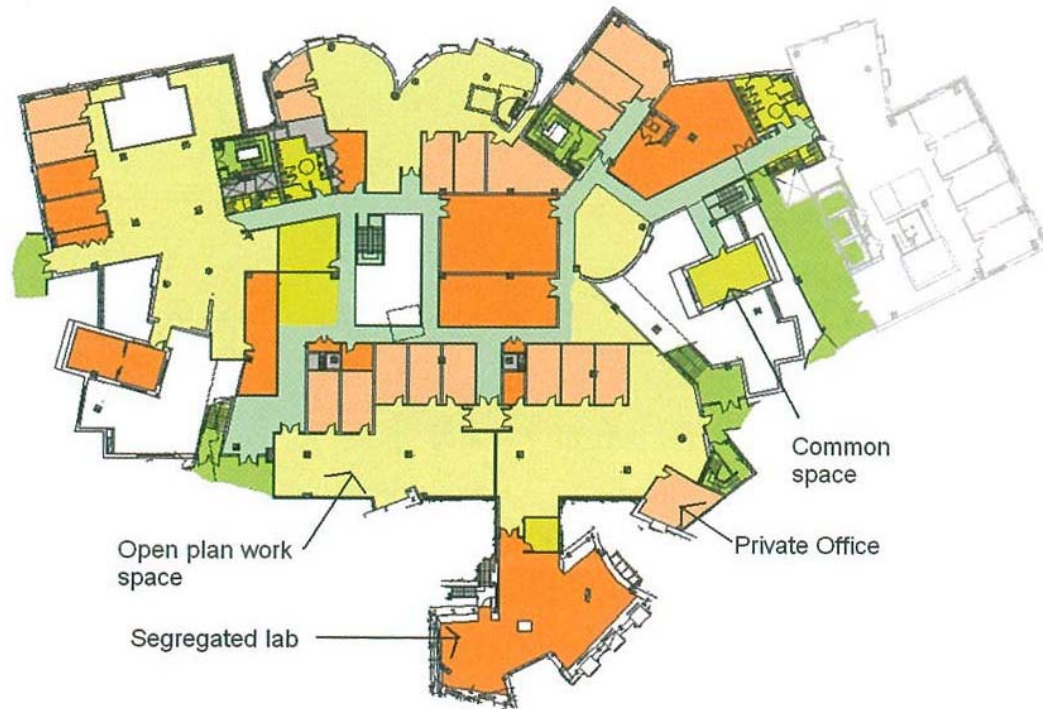 Common
space
Private Office
Open plan work
space
Segregated lab